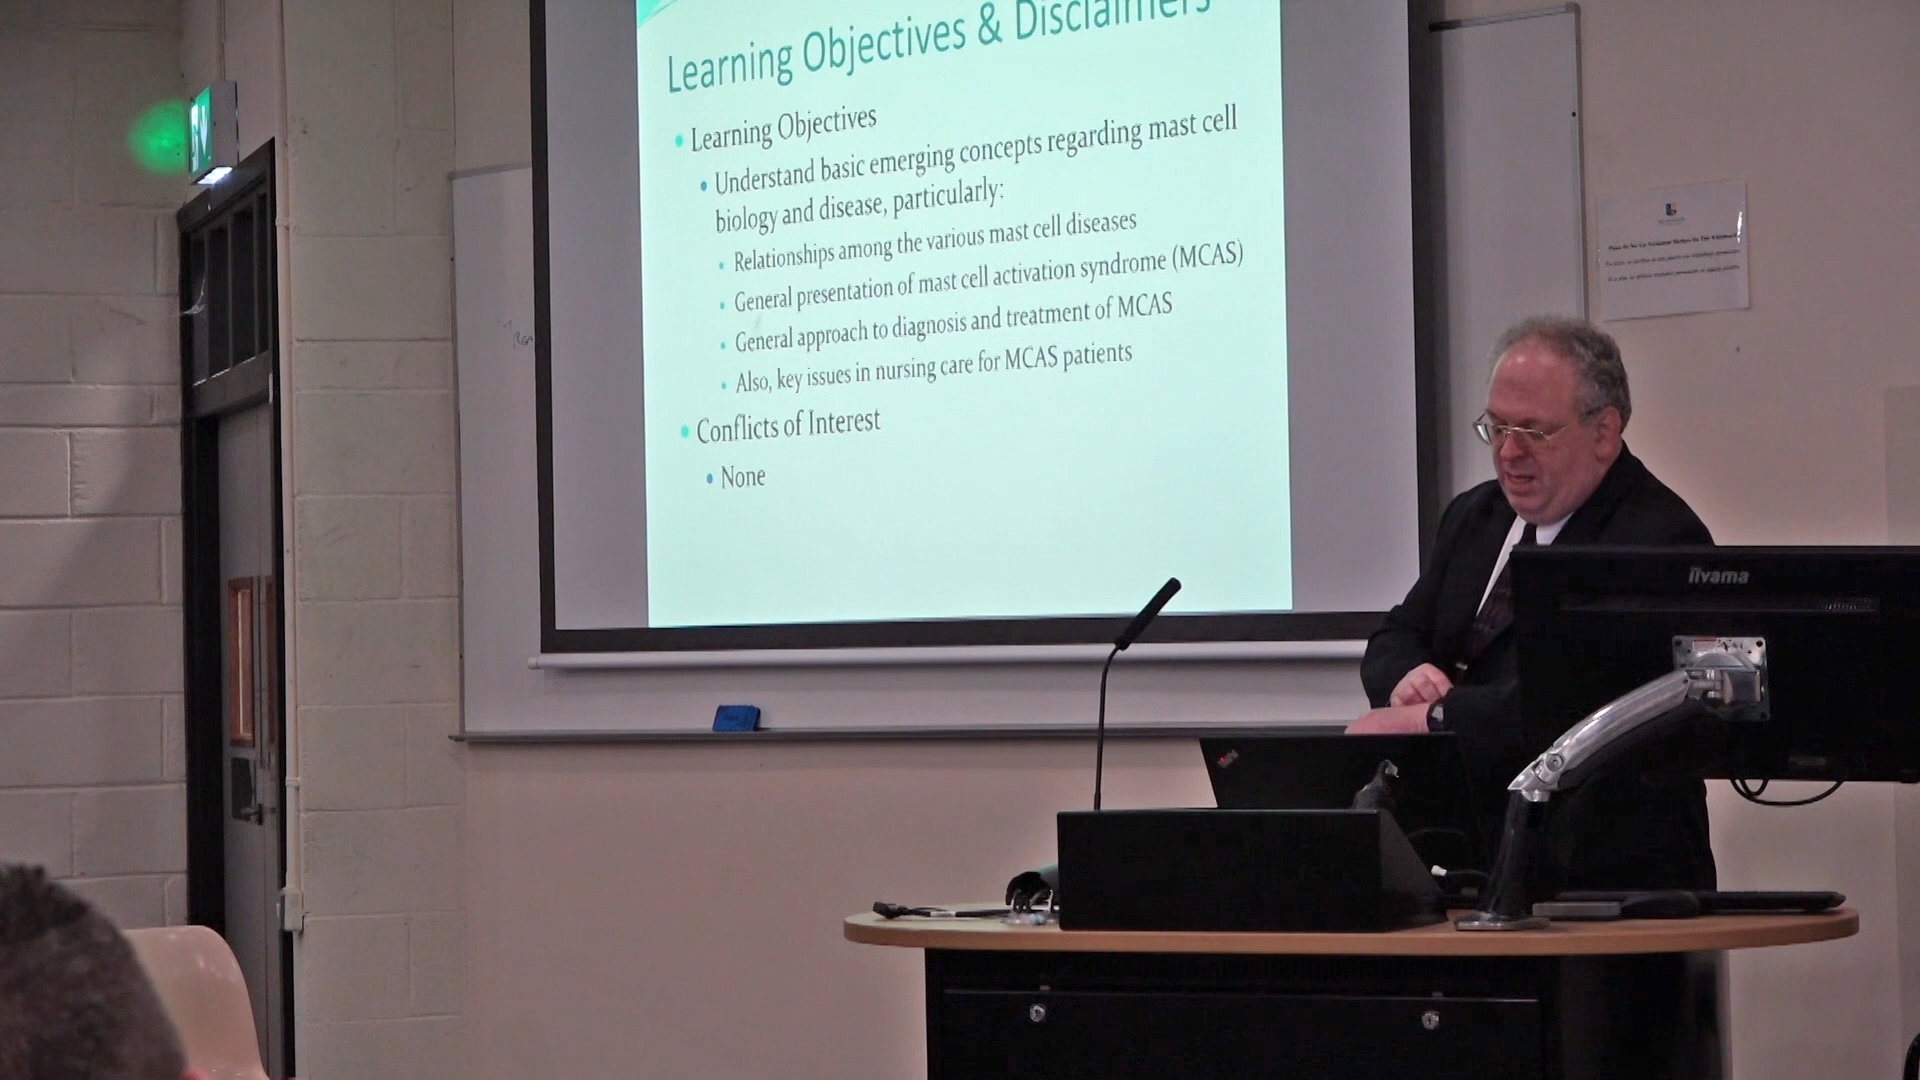 Learning Objectives & Disclaimers
Learning Objectives
Understand basic emerging concepts regarding mast cell
biology and disease, particularly:
Relationships among the various mast cell diseases
General presentation of mast cell activation syndrome (MCAS)
General approach to diagnosis and treatment of MCAS
Also, key issues in nursing care for MCAS patients
Conflicts of Interest
None
iiyama